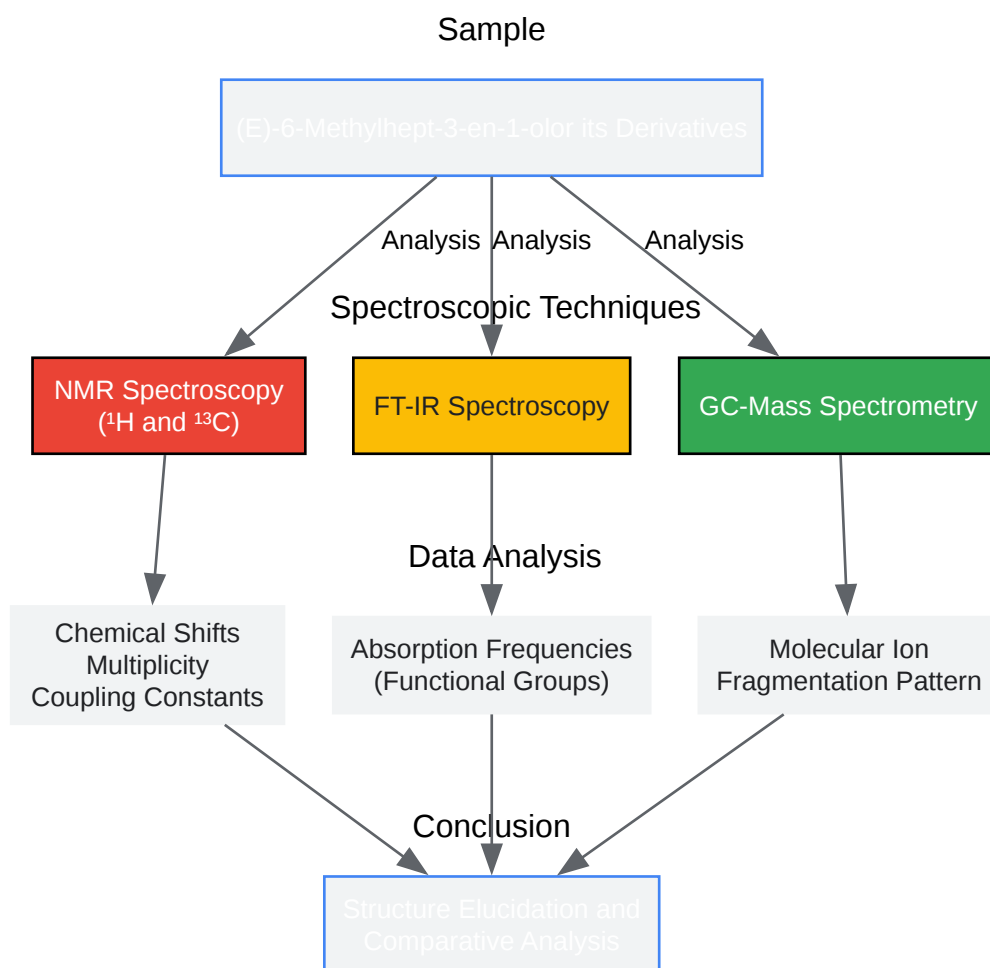 Sample
(E)-6-Methylhept-3-en-1-olor its Derivatives
Analysis Analysis Analysis
Spectroscopic Techniques
NMR Spectroscopy
(¹H and ¹³C)
FT-IR Spectroscopy
GC-Mass Spectrometry
Data Analysis
Chemical Shifts
Multiplicity
Coupling Constants
Absorption Frequencies
(Functional Groups)
Molecular Ion
Fragmentation Pattern
Conclusion
Structure Elucidation and
Comparative Analysis